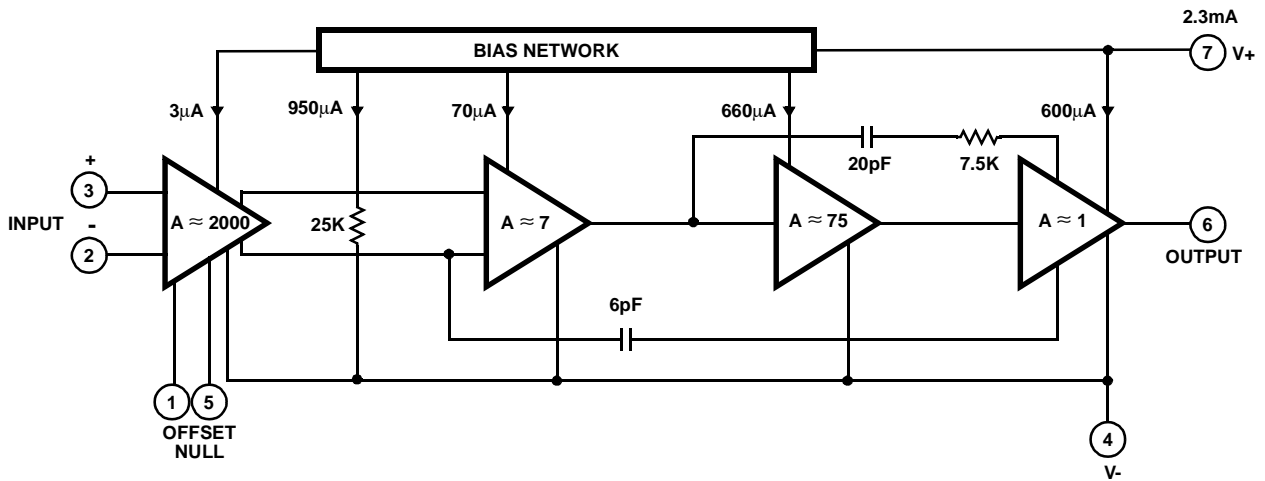 2.3mA
BIAS NETWORK
7 V+
3μA
950μA
70μA
660μA
600μA
+
20pF
7.5K
3
INPUT
-
A ≈ 2000
25K
A ≈ 7
A ≈ 75
A ≈ 1
6
OUTPUT
2
6pF
1
5
OFFSET
NULL
4
V-